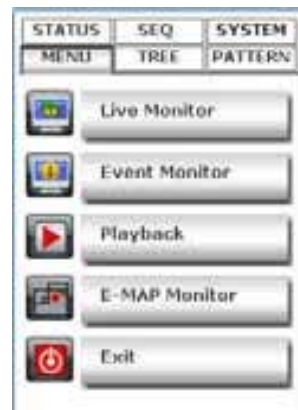 STATUS SEQ SYSTEM
MENU TREE PATTERN
Live Monitor
Event Monitor
Playback
E-MAP Monitor
Exit